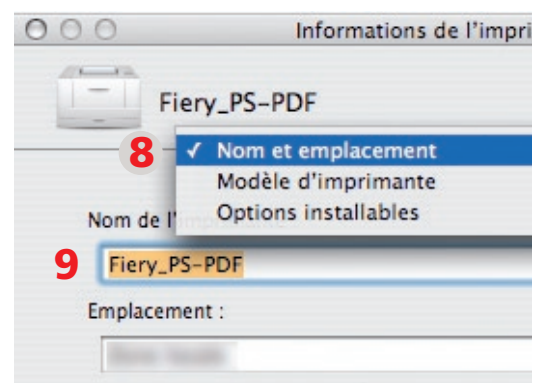 Informations de l'impri
Fiery_PS-PDF
8
✓ Nom et emplacement
Modèle d'imprimante
Options installables
Nom de l'
9
Fiery_PS-PDF
Emplacement :